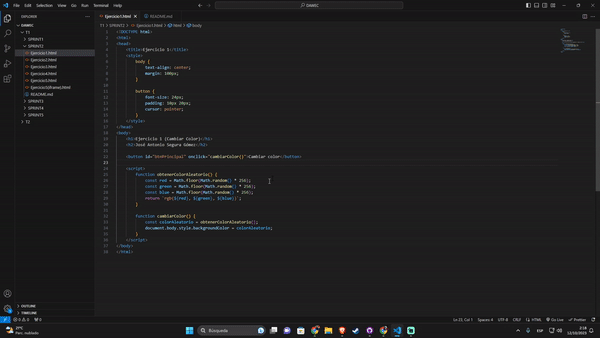 File Edit Selection View Go Run Terminal Help
DAWEC
EXPLORER
Ejercicio1.html
README.md
DAWEC
T1 > SPRINT2 > Ejercicio1.html > html > body
T1
SPRINT1
SPRINT2
Ejercicio1.html
Ejercicio2.html
Ejercicio3.html
Ejercicio4.html
Ejercicio5.html
Ejercicio5(iframe).html
README.md
SPRINT3
SPRINT4
SPRINT5
T2
<!DOCTYPE html>
<html>
<head>
<title>Ejercicio 1</title>
<style>
body {
text-align: center;
margin: 100px;
}
button {
font-size: 24px;
padding: 10px 20px;
cursor: pointer;
}
</style>
</head>
<body>
<h1>Ejercicio 1 (Cambiar Color)</h1>
<h1>José Antonio Segura Gómez</h1>
<button id="btnPrincipal" onclick="cambiarColor()">Cambiar color</button>
<script>
function obtenerColorAleatorio() {
const red = Math.floor(Math.random() * 256);
const green = Math.floor(Math.random() * 256);
const blue = Math.floor(Math.random() * 256);
return `rgb(${red}, ${green}, ${blue})`;
}
function cambiarColor() {
const colorAleatorio = obtenerColorAleatorio();
document.body.style.backgroundColor = colorAleatorio;
}
</script>
</body>
</html>
OUTLINE
TIMELINE
Ln 23, Col 1 Spaces: 4 UTF-8 CRLF HTML Go Live Prettier
21°C
Parc. nublado
Búsqueda
ESP
2:18
12/10/2023